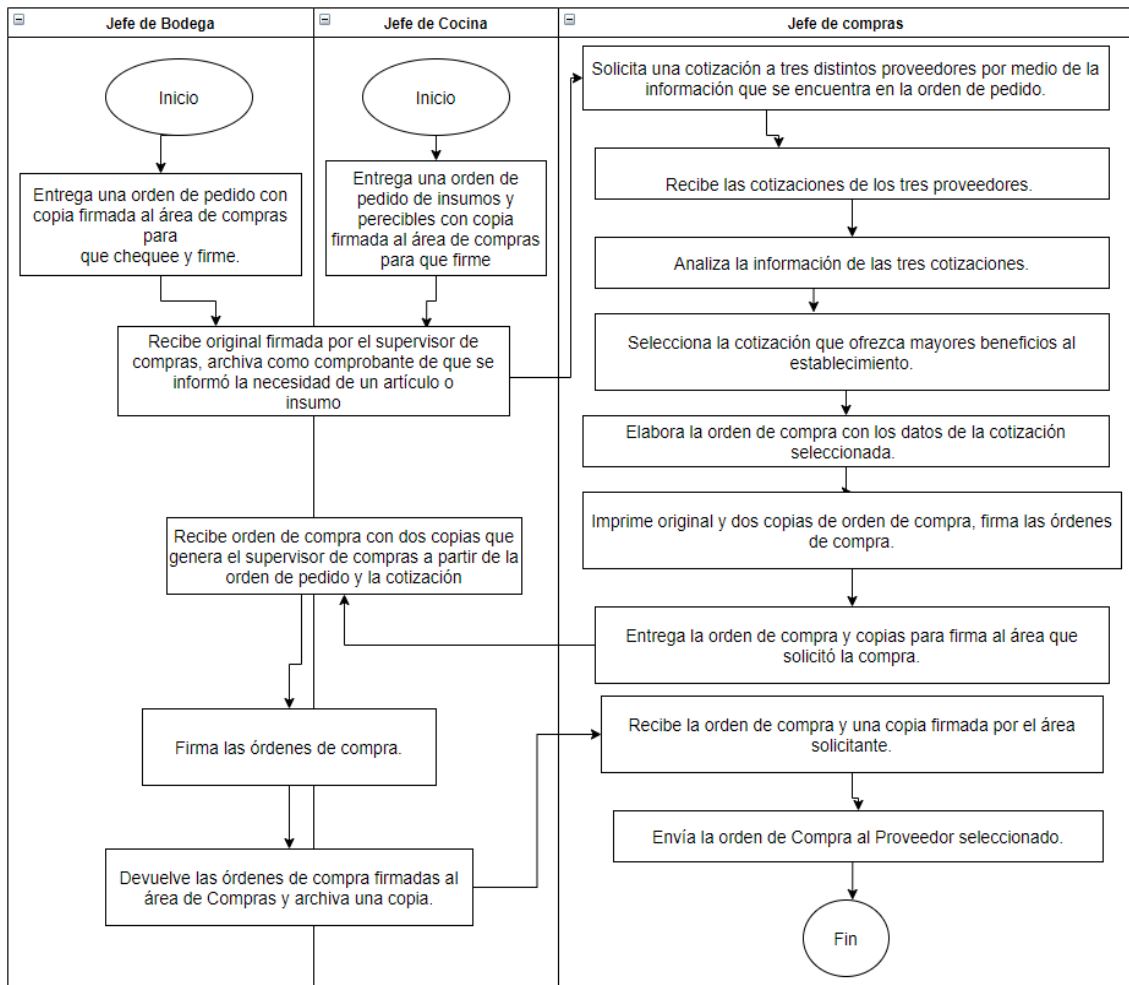 Jefe de Bodega
Jefe de Cocina
Jefe de compras
Inicio
Inicio
Entrega una orden de pedido con
copia firmada al área de compras
para
que chequee y firme.
Entrega una orden de
pedido de insumos y
perecibles con copia
firmada al área de compras
para que firme
Recibe original firmada por el supervisor de
compras, archiva como comprobante de que se
informó la necesidad de un artículo o
insumo
Solicita una cotización a tres distintos proveedores por medio de la
información que se encuentra en la orden de pedido.
Recibe las cotizaciones de los tres proveedores.
Analiza la información de las tres cotizaciones.
Selecciona la cotización que ofrezca mayores beneficios al
establecimiento.
Elabora la orden de compra con los datos de la cotización
seleccionada.
Imprime original y dos copias de orden de compra, firma las órdenes
de compra.
Entrega la orden de compra y copias para firma al área que
solicitó la compra.
Recibe orden de compra con dos copias que
genera el supervisor de compras a partir de la
orden de pedido y la cotización
Firma las órdenes de compra.
Devuelve las órdenes de compra firmadas al
área de Compras y archiva una copia.
Recibe la orden de compra y una copia firmada por el área
solicitante.
Envía la orden de Compra al Proveedor seleccionado.
Fin